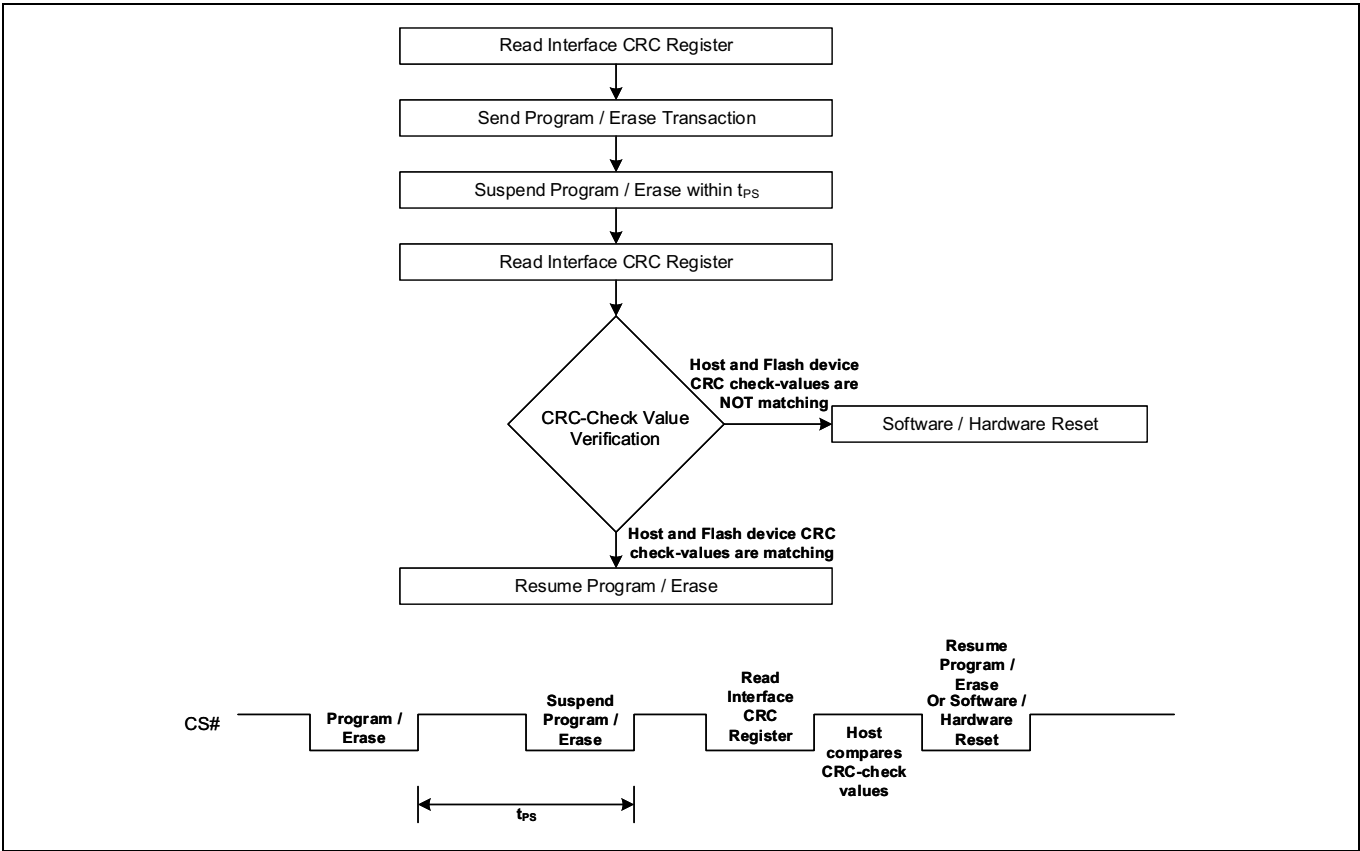 Read Interface CRC Register
Send Program / Erase Transaction
Suspend Program / Erase within tPS
Read Interface CRC Register
Host and Flash device
CRC check-values are
NOT matching
CRC-Check Value
Verification
Software / Hardware Reset
Host and Flash device CRC
check-values are matching
Resume Program / Erase
CS#
Program /
Erase
Suspend
Program /
Erase
Read
Interface
CRC
Register
Host
compares
CRC-check
values
Resume
Program /
Erase
Or Software /
Hardware
Reset
tPS